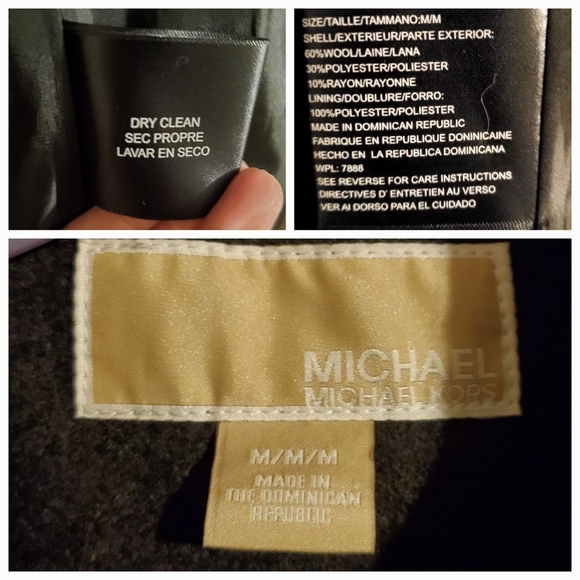 DRY CLEAN
SEC PROPRE
LAVAR EN SECO
SIZE/TAILLE/TAMMANO:M/M
SHELL/EXTERIEUR/PARTE EXTERIOR:
60%WOOL/LAINE/LANA
30%POLYESTER/POLIESTER
10%RAYON/RAYONNE
LINING/DOUBLURE/FORRO:
100%POLYESTER/POLIESTER
MADE IN DOMINICAN REPUBLIC
FABRIQUE EN REPUBLIQUE DONINICAINE
HECHO EN LA REPUBLICA DOMINICANA
WPL: 7888
SEE REVERSE FOR CARE INSTRUCTIONS
DIRECTIVES D' ENTRETIEN AU VERSO
VER AI DORSO PARA EL CUIDADO
MICHAEL
MICHAEL KORS
M/M/M
MADE IN
THE DOMINICAN
REPUBLIC